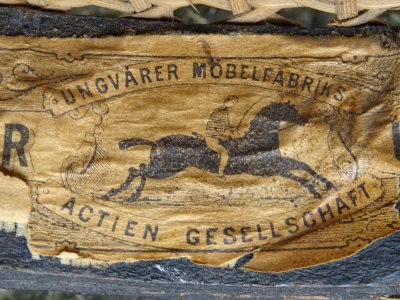 UNGVÁRER MÖBELFABRIKS
R
ACTIEN GESELLSCHAFT